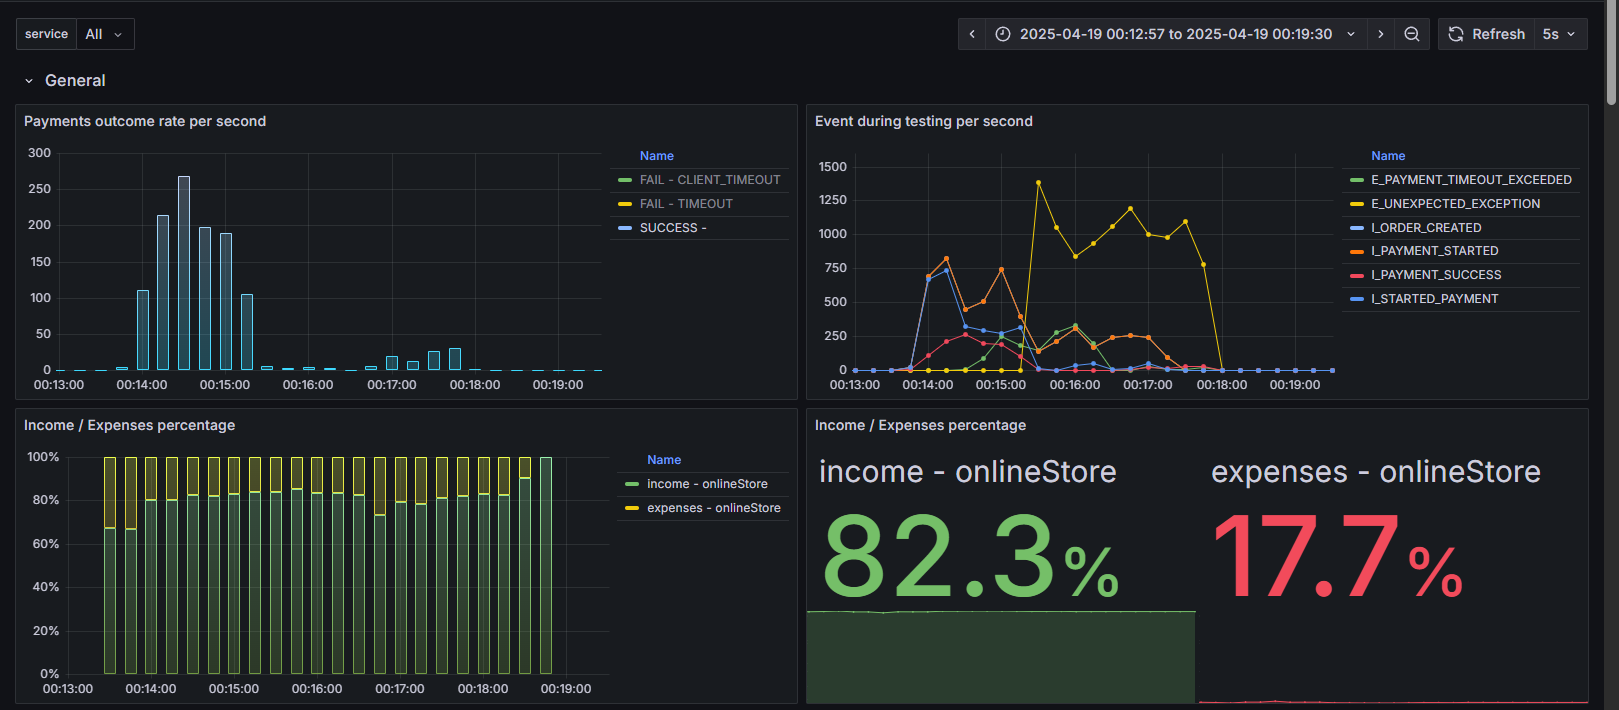 service All
2025-04-19 00:12:57 to 2025-04-19 00:19:30 Refresh 5s
General
Payments outcome rate per second
300
250
200
150
100
50
0
00:13:00 00:14:00 00:15:00 00:16:00 00:17:00 00:18:00 00:19:00
Name
FAIL - CLIENT_TIMEOUT
FAIL - TIMEOUT
SUCCESS -
Event during testing per second
1500
1250
1000
750
500
250
0
00:13:00 00:14:00 00:15:00 00:16:00 00:17:00 00:18:00 00:19:00
Name
E_PAYMENT_TIMEOUT_EXCEEDED
E_UNEXPECTED_EXCEPTION
I_ORDER_CREATED
I_PAYMENT_STARTED
I_PAYMENT_SUCCESS
I_STARTED_PAYMENT
Income / Expenses percentage
100%
80%
60%
40%
20%
0%
00:13:00 00:14:00 00:15:00 00:16:00 00:17:00 00:18:00 00:19:00
Name
income - onlineStore
expenses - onlineStore
Income / Expenses percentage
income - onlineStore
82.3%
expenses - onlineStore
17.7%